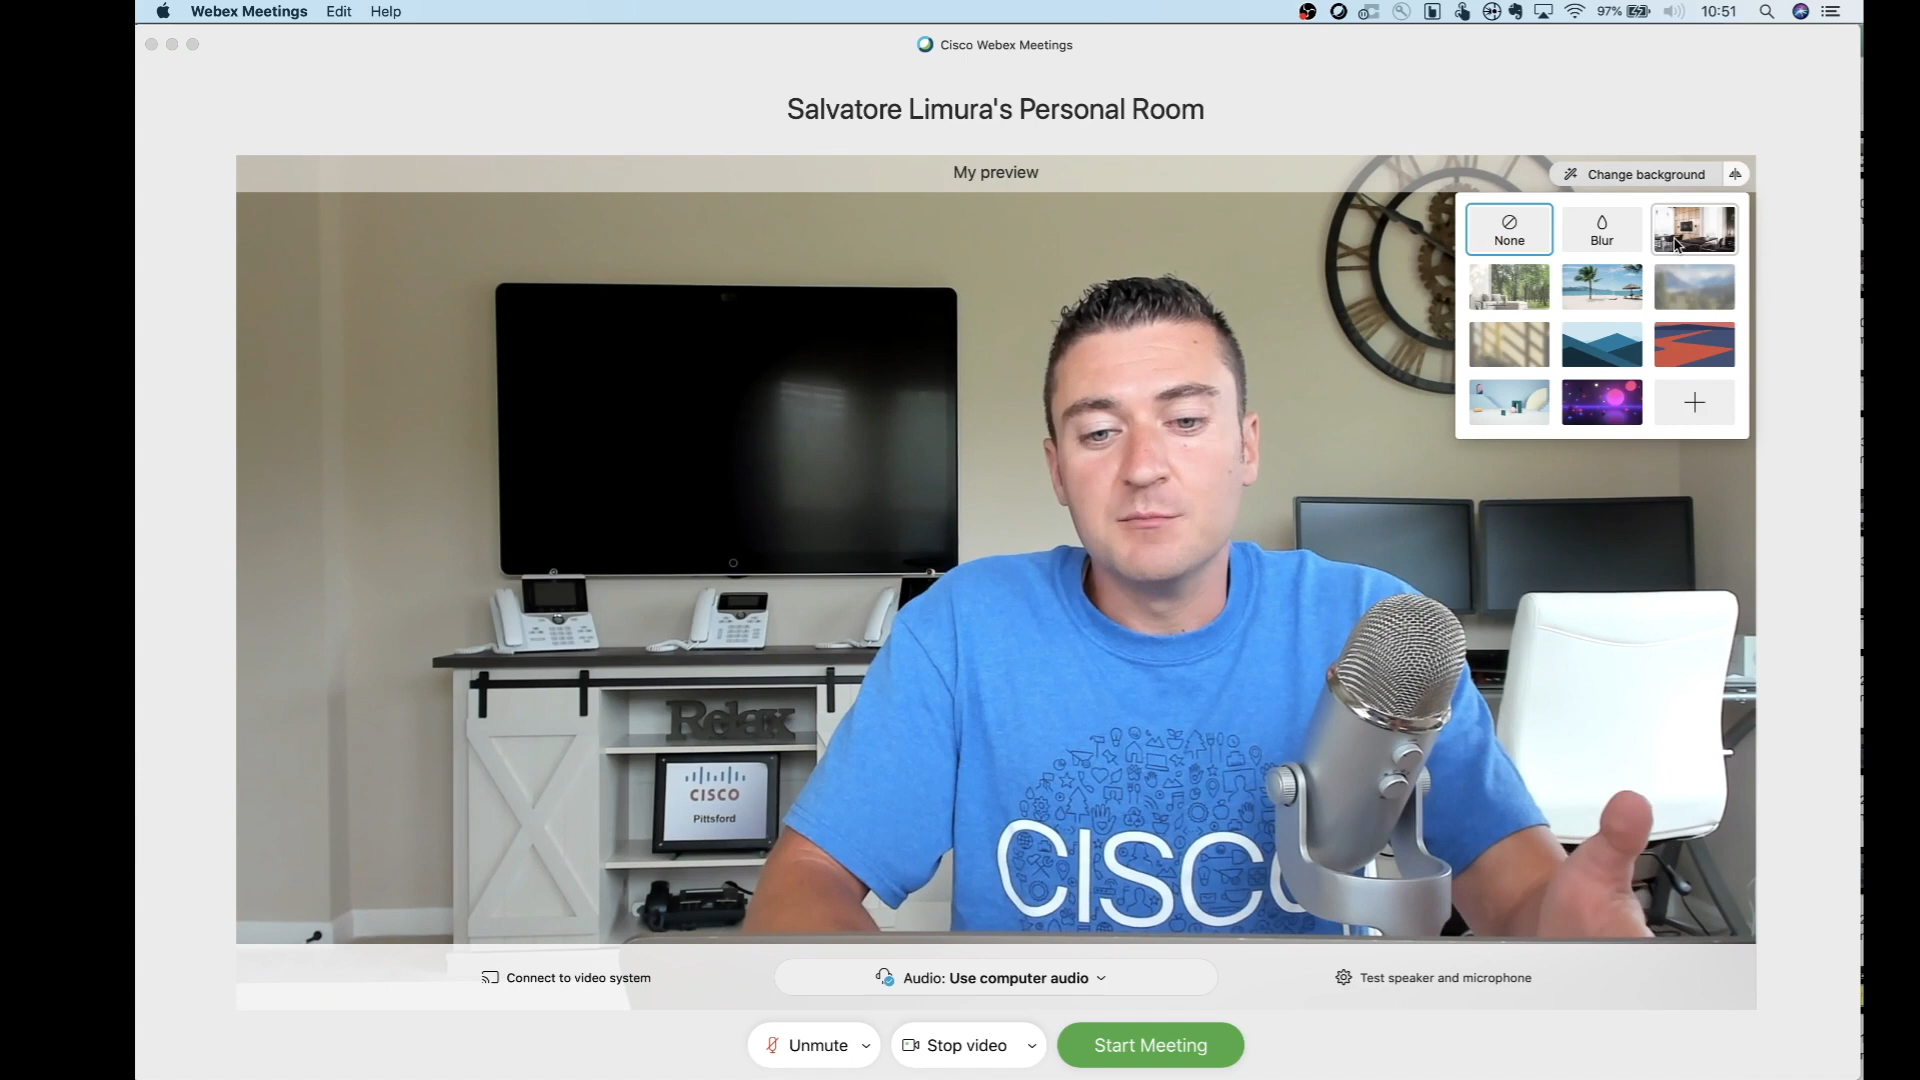 Webex Meetings Edit Help 97% 10:51
Cisco Webex Meetings
Salvatore Limura's Personal Room
My preview
Change background
None
Blur
Relax
CISCO
Pittsford
CISCO
Connect to video system
Audio: Use computer audio
Test speaker and microphone
Unmute
Stop video
Start Meeting